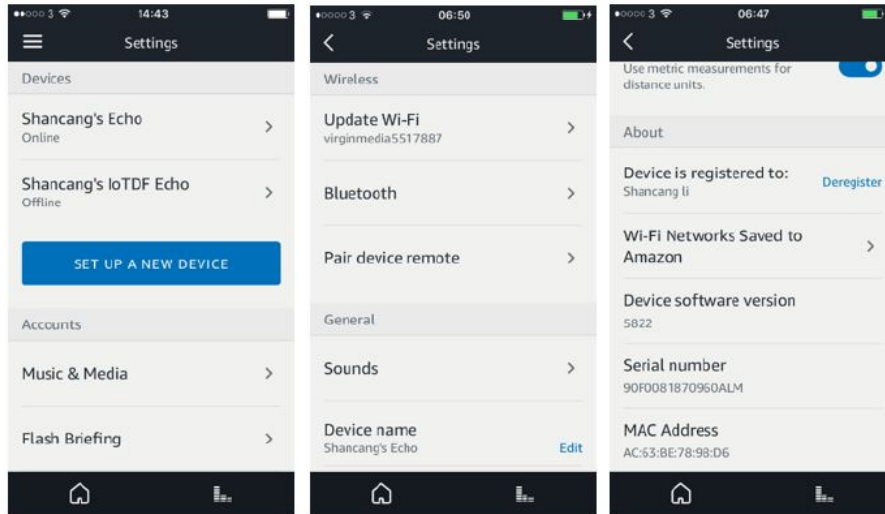 3 14:43
Settings
Devices
Shancang's Echo
Online
Shancang's IoTDF Echo
Offline
SET UP A NEW DEVICE
Accounts
Music & Media
Flash Briefing
3 06:50
Settings
Wireless
Update Wi-Fi
virginmedia5517887
Bluetooth
Pair device remote
General
Sounds
Device name
Shancang's Echo
Edit
3 06:47
Settings
Use metric measurements for
distance units.
About
Device is registered to:
Shancang li
Deregister
Wi-Fi Networks Saved to
Amazon
Device software version
5822
Serial number
90F0081870960ALM
MAC Address
AC:63:BE:78:98:D6